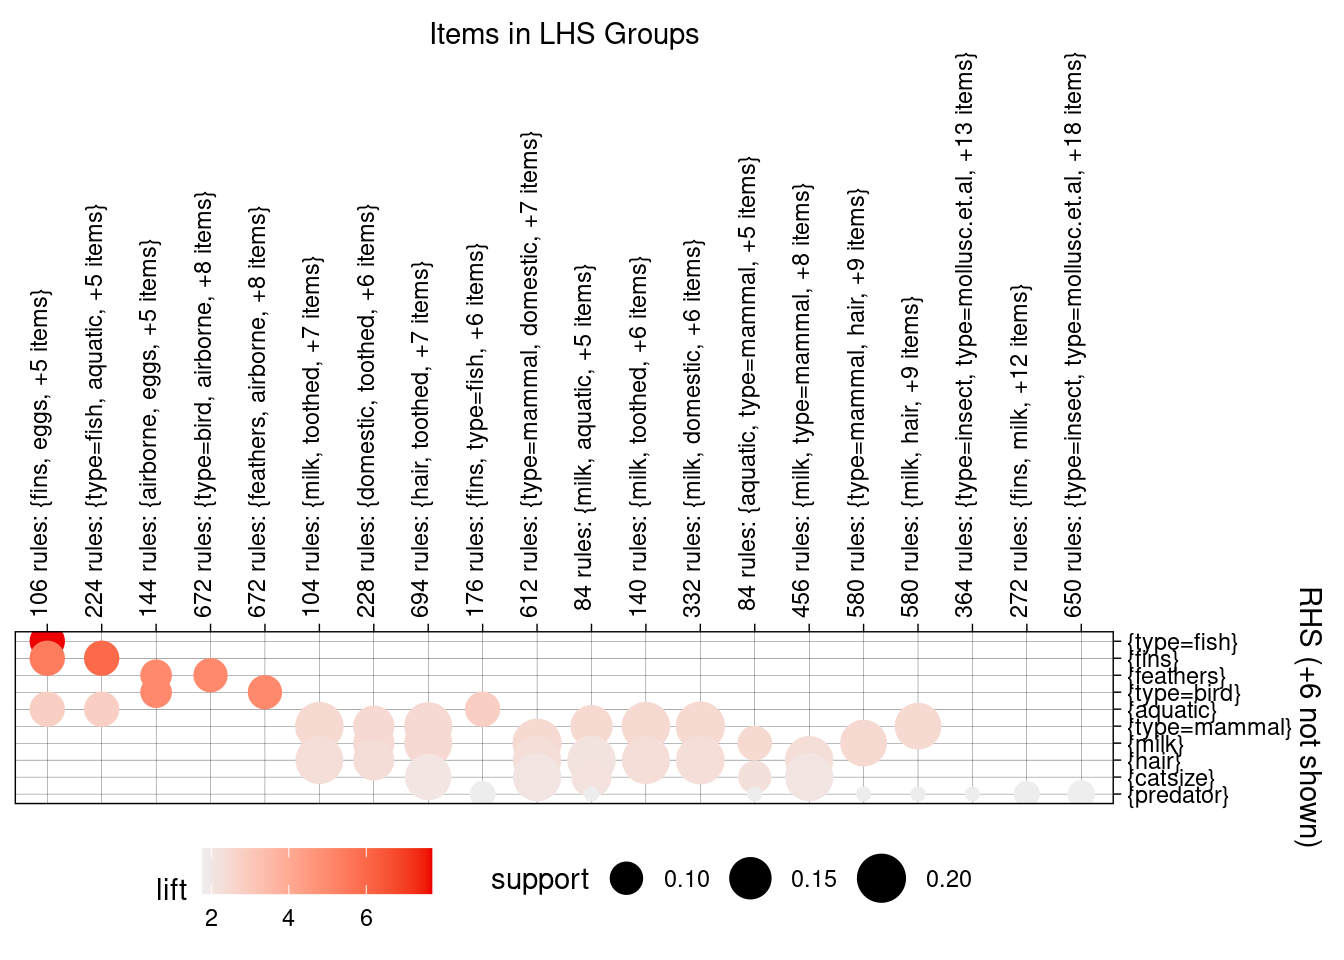 Items in LHS Groups
106 rules: {fins, eggs, +5 items}
224 rules: {type=fish, aquatic, +5 items}
144 rules: {airborne, eggs, +5 items}
672 rules: {type=bird, airborne, +8 items}
672 rules: {feathers, airborne, +8 items}
104 rules: {milk, toothed, +7 items}
228 rules: {domestic, toothed, +6 items}
694 rules: {hair, toothed, +7 items}
176 rules: {fins, type=fish, +6 items}
612 rules: {type=mammal, domestic, +7 items}
84 rules: {milk, aquatic, +5 items}
140 rules: {milk, toothed, +6 items}
332 rules: {milk, domestic, +6 items}
84 rules: {aquatic, type=mammal, +5 items}
456 rules: {milk, type=mammal, +8 items}
580 rules: {type=mammal, hair, +9 items}
580 rules: {milk, hair, +9 items}
364 rules: {type=insect, type=mollusc.et.al, +13 items}
272 rules: {fins, milk, +12 items}
650 rules: {type=insect, type=mollusc.et.al, +18 items}
{type=fish}
{fins}
{feathers}
{type=bird}
{aquatic}
{type=mammal}
{milk}
{hair}
{catsize}
{predator}
RHS (+6 not shown)
lift
2 4 6
support 0.10 0.15 0.20